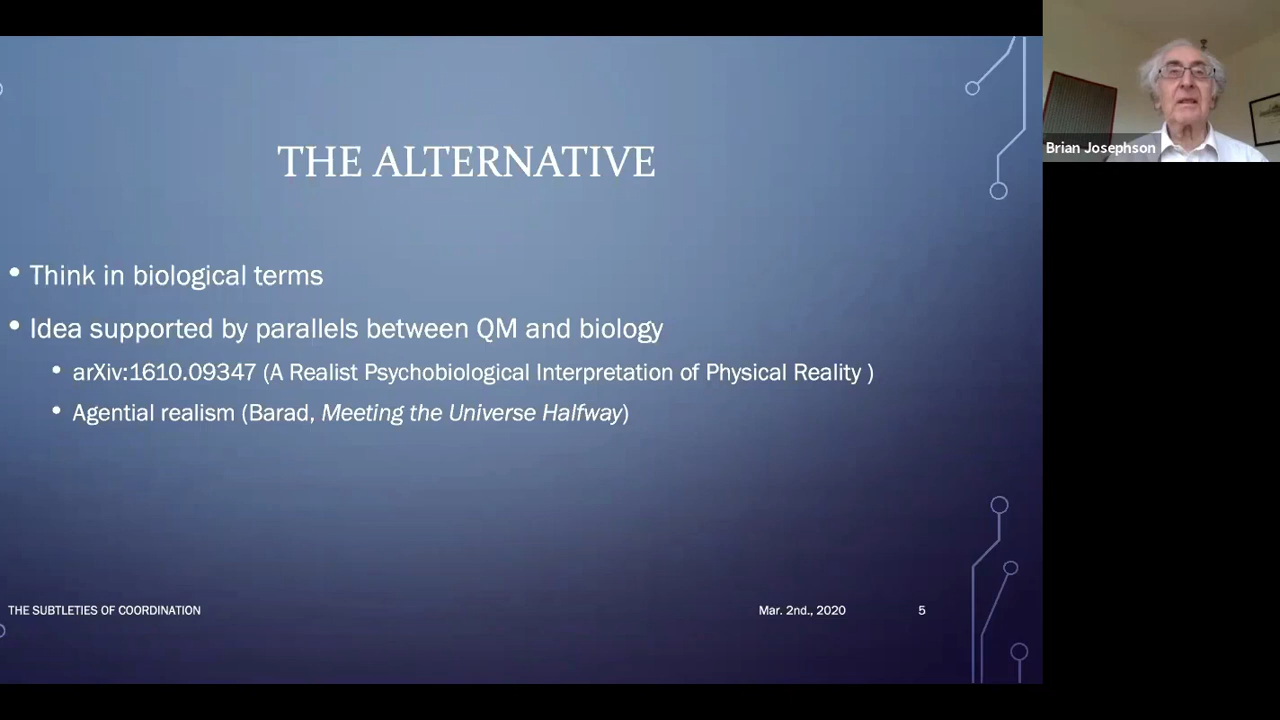 THE ALTERNATIVE
• Think in biological terms
• Idea supported by parallels between QM and biology
• arXiv:1610.09347 (A Realist Psychobiological Interpretation of Physical Reality )
• Agential realism (Barad, Meeting the Universe Halfway)
THE SUBTLETIES OF COORDINATION
Mar. 2nd., 2020
5
Brian Josephson